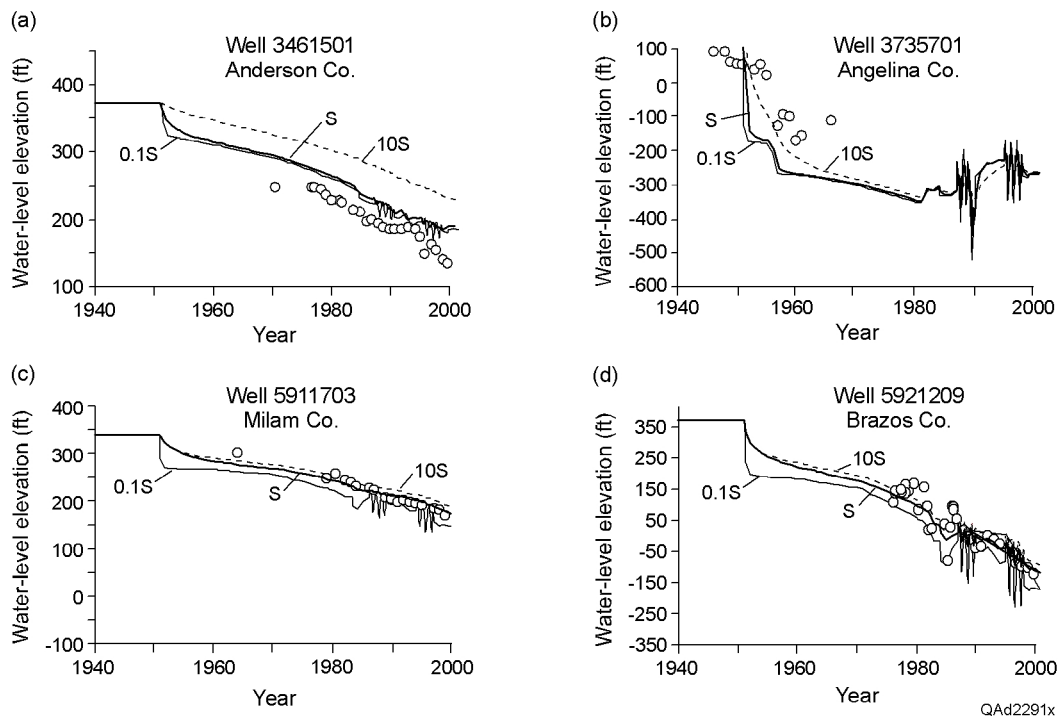 (a)
Well 3461501
Anderson Co.
Water-level elevation (ft)
400
300
200
100
0.1S
S
10S
1940
1960
1980
2000
Year
(b)
Well 3735701
Angelina Co.
Water-level elevation (ft)
100
0
-100
-200
-300
-400
-500
-600
S
0.1S
10S
1940
1960
1980
2000
Year
(c)
Well 5911703
Milam Co.
Water-level elevation (ft)
400
300
200
100
0
-100
0.1S
S
10S
1940
1960
1980
2000
Year
(d)
Well 5921209
Brazos Co.
Water-level elevation (ft)
350
250
150
50
-50
-150
-250
-350
0.1S
10S
S
1940
1960
1980
2000
Year
QAd2291x